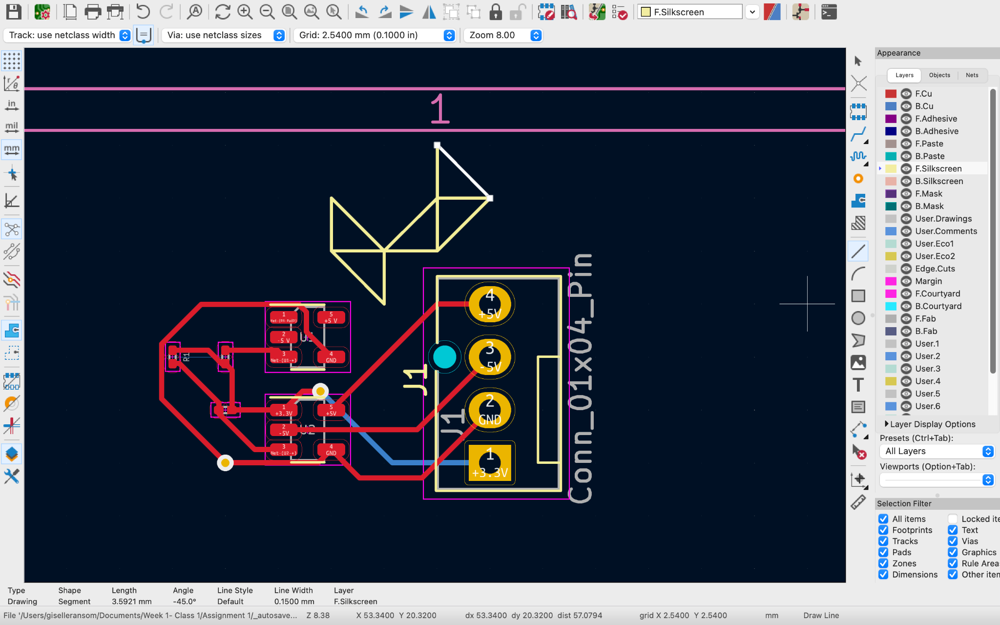 F.Silkscreen
Track: use netclass width
Via: use netclass sizes
Grid: 2.5400 mm (0.1000 in)
Zoom 8.00
in
mil
mm
1
4
+5V
3
-5V
2
GND
1
+3.3V
J1
J1
Conn_01x04_Pin
R1
U1
1
Net-(R1-Pad2)
2
-5 V
3
Net-(U1-+)
5
+5 V
4
GND
U2
1
+3.3V
2
-5V
3
Net-(U2-+)
5
+5V
4
GND
Appearance
Layers
Objects
Nets
F.Cu
B.Cu
F.Adhesive
B.Adhesive
F.Paste
B.Paste
F.Silkscreen
B.Silkscreen
F.Mask
B.Mask
User.Drawings
User.Comments
User.Eco1
User.Eco2
Edge.Cuts
Margin
F.Courtyard
B.Courtyard
F.Fab
B.Fab
User.1
User.2
User.3
User.4
User.5
User.6
Layer Display Options
Presets (Ctrl+Tab):
All Layers
Viewports (Option+Tab):
Selection Filter
All items
Locked ite
Footprints
Text
Tracks
Vias
Pads
Graphics
Zones
Rule Area
Dimensions
Other item
Type Shape Length Angle Line Style Line Width Layer
Drawing Segment 3.5921 mm -45.0° Default 0.1500 mm F.Silkscreen
File '/Users/giselleransom/Documents/Week 1- Class 1/Assignment 1/_autosave... Z 8.38 X 53.3400 Y 20.3200 dx 53.3400 dy 20.3200 dist 57.0794 grid X 2.5400 Y 2.5400 mm Draw Line